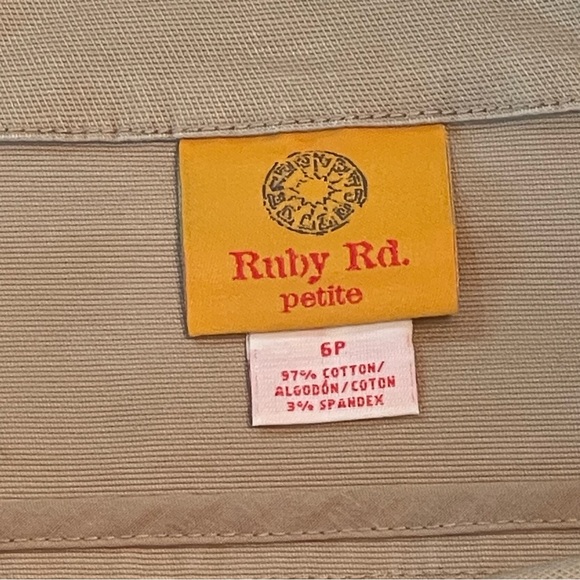 Ruby Rd.
petite
6P
97% COTTON/
ALGODÓN/COTON
3% SPANDEX